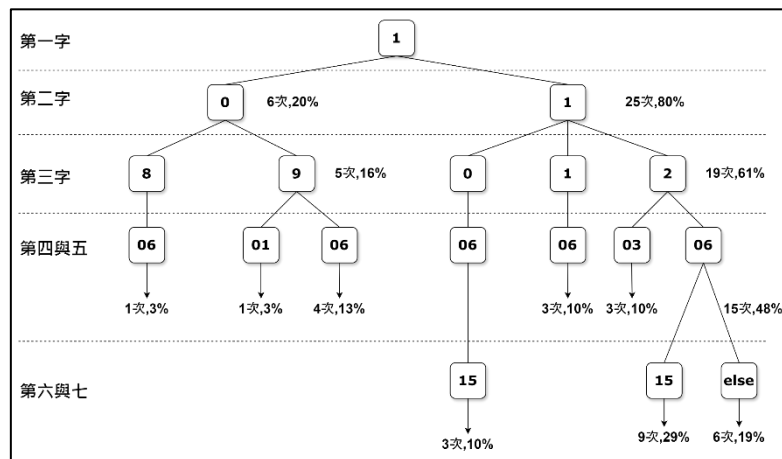 第一字
1
第二字
0
6次,20%
1
25次,80%
第三字
8
9
5次,16%
0
1
2
19次,61%
第四與五
06
01
06
06
06
03
06
1次,3%
1次,3%
4次,13%
3次,10%
3次,10%
15次,48%
第六與七
15
15
else
3次,10%
9次,29%
6次,19%